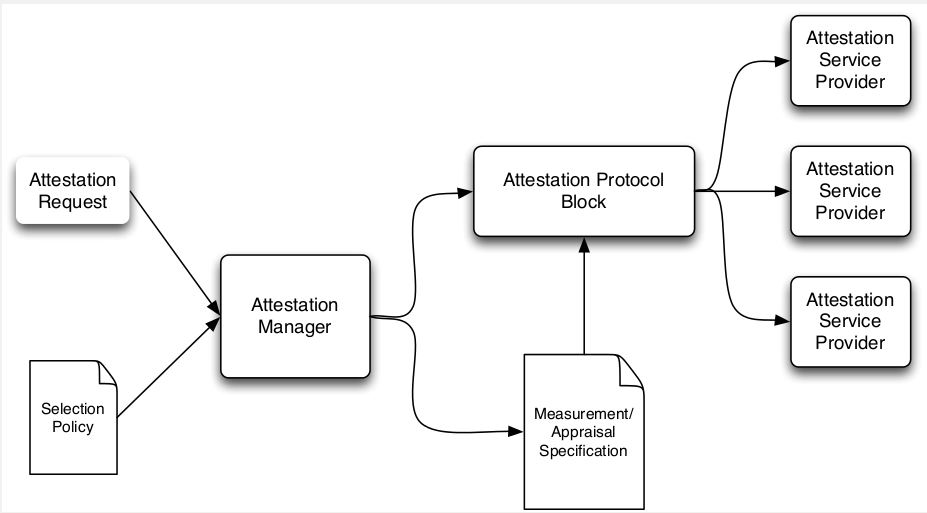 Attestation
Request
Selection
Policy
Attestation
Manager
Attestation Protocol
Block
Measurement/
Appraisal
Specification
Attestation
Service
Provider
Attestation
Service
Provider
Attestation
Service
Provider